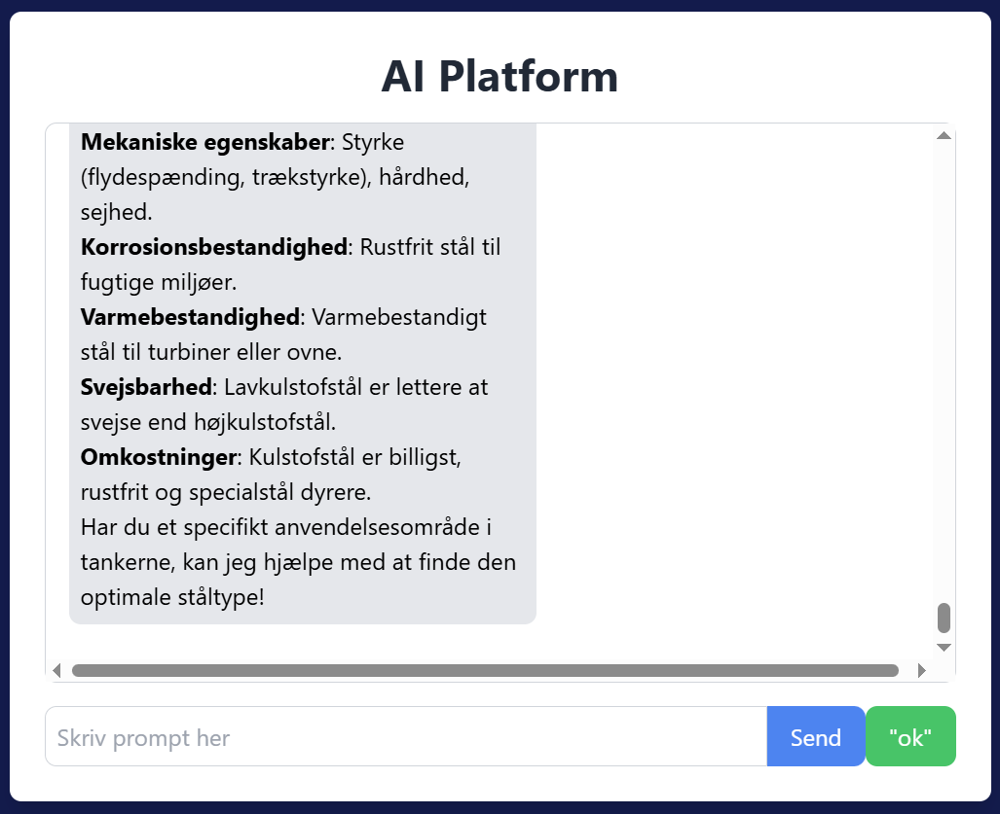 AI Platform
Mekaniske egenskaber: Styrke
(flydespænding, trækstyrke), hårdhed,
sejhed.
Korrosionsbestandighed: Rustfrit stål til
fugtige miljøer.
Varmebestandighed: Varmebestandigt
stål til turbiner eller ovne.
Svejsbarhed: Lavkulstofstål er lettere at
svejse end højkulstofstål.
Omkostninger: Kulstofstål er billigst,
rustfrit og specialstål dyrere.
Har du et specifikt anvendelsesområde i
tankerne, kan jeg hjælpe med at finde den
optimale ståltype!
Skriv prompt her
Send
"ok"